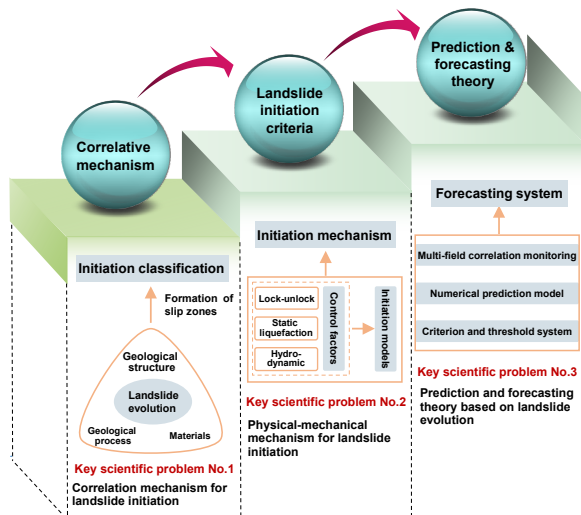 Correlative
mechanism
Landslide
initiation
criteria
Prediction &
forecasting
theory
Initiation classification
Formation of
slip zones
Geological
structure
Landslide
evolution
Geological
process
Materials
Key scientific problem No.1
Correlation mechanism for
landslide initiation
Initiation mechanism
Lock-unlock
Static
liquefaction
Hydro-
dynamic
Control factors
Initiation models
Key scientific problem No.2
Physical-mechanical
mechanism for landslide
initiation
Forecasting system
Multi-field correlation monitoring
Numerical prediction model
Criterion and threshold system
Key scientific problem No.3
Prediction and forecasting
theory based on landslide
evolution